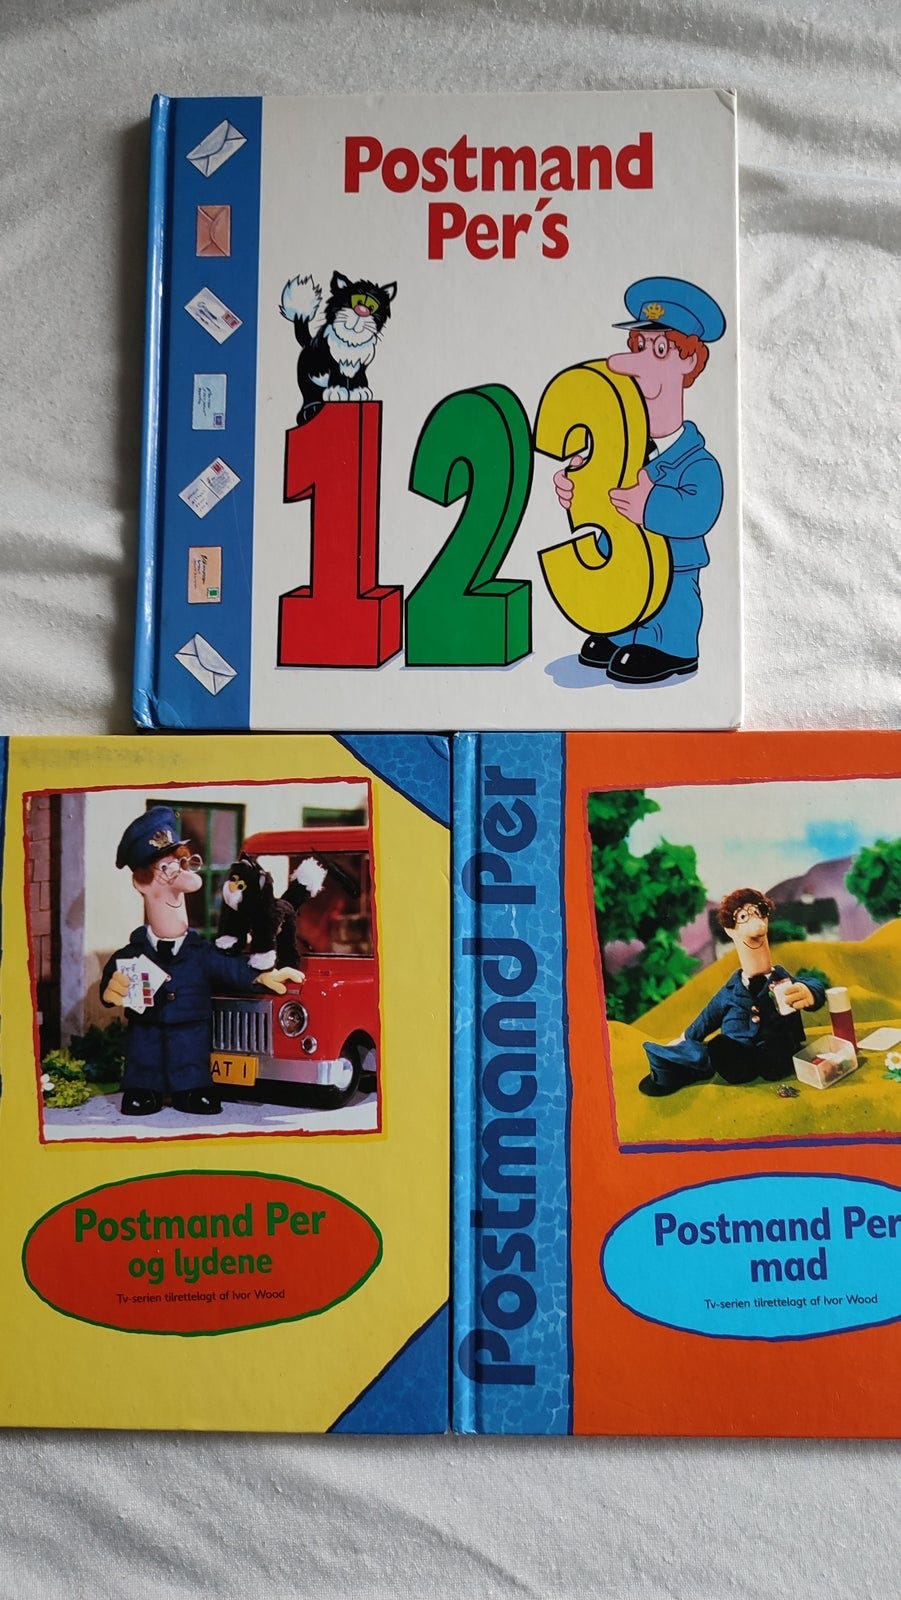 Postmand
Per´s
123
Postmand Per
AT 1
Postmand Per
og lydene
Tv-serien tilrettelagt af Ivor Wood
Postmand Per
mad
Tv-serien tilrettelagt af Ivor Wood